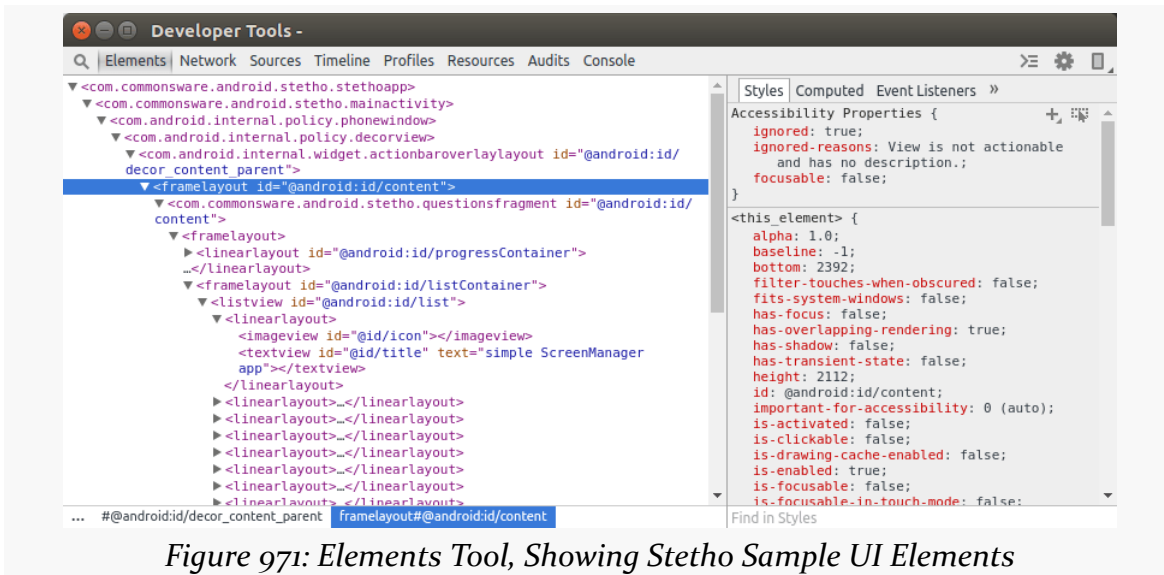 Developer Tools -
Elements Network Sources Timeline Profiles Resources Audits Console
▼<com.commonsware.android.stetho.stethoapp>
▼<com.commonsware.android.stetho.mainactivity>
▼<com.android.internal.policy.phonewindow>
▼<com.android.internal.policy.decorview>
▼<com.android.internal.widget.actionbaroverlaylayout id="@android:id/
decor_content_parent">
▼<framelayout id="@android:id/content">
▼<com.commonsware.android.stetho.questionsfragment id="@android:id/
content">
▼<framelayout>
▶<linearlayout id="@android:id/progressContainer">
…</linearlayout>
▼<framelayout id="@android:id/listContainer">
▼<listview id="@android:id/list">
▼<linearlayout>
<imageview id="@id/icon"></imageview>
<textview id="@id/title" text="simple ScreenManager
app"></textview>
</linearlayout>
▶<linearlayout>…</linearlayout>
▶<linearlayout>…</linearlayout>
▶<linearlayout>…</linearlayout>
▶<linearlayout>…</linearlayout>
▶<linearlayout>…</linearlayout>
▶<linearlayout>…</linearlayout>
▶<linearlayout>…</linearlayout>
... #@android:id/decor_content_parent framelayout#@android:id/content
Styles Computed Event Listeners »
Accessibility Properties {
ignored: true;
ignored-reasons: View is not actionable
and has no description.;
focusable: false;
}
<this_element> {
alpha: 1.0;
baseline: -1;
bottom: 2392;
filter-touches-when-obscured: false;
fits-system-windows: false;
has-focus: false;
has-overlapping-rendering: true;
has-shadow: false;
has-transient-state: false;
height: 2112;
id: @android:id/content;
important-for-accessibility: 0 (auto);
is-activated: false;
is-clickable: false;
is-drawing-cache-enabled: false;
is-enabled: true;
is-focusable: false;
is-focusable-in-touch-mode: false;
Find in Styles
Figure 971: Elements Tool, Showing Stetho Sample UI Elements